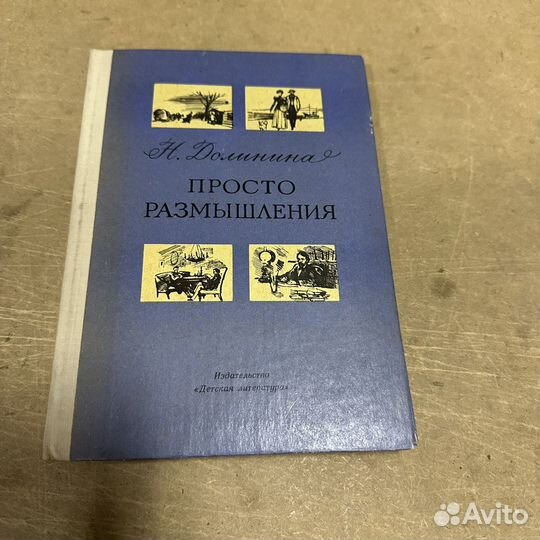 Н. Долинина
ПРОСТО
РАЗМЫШЛЕНИЯ
Издательство
«Детская литература»
Avito